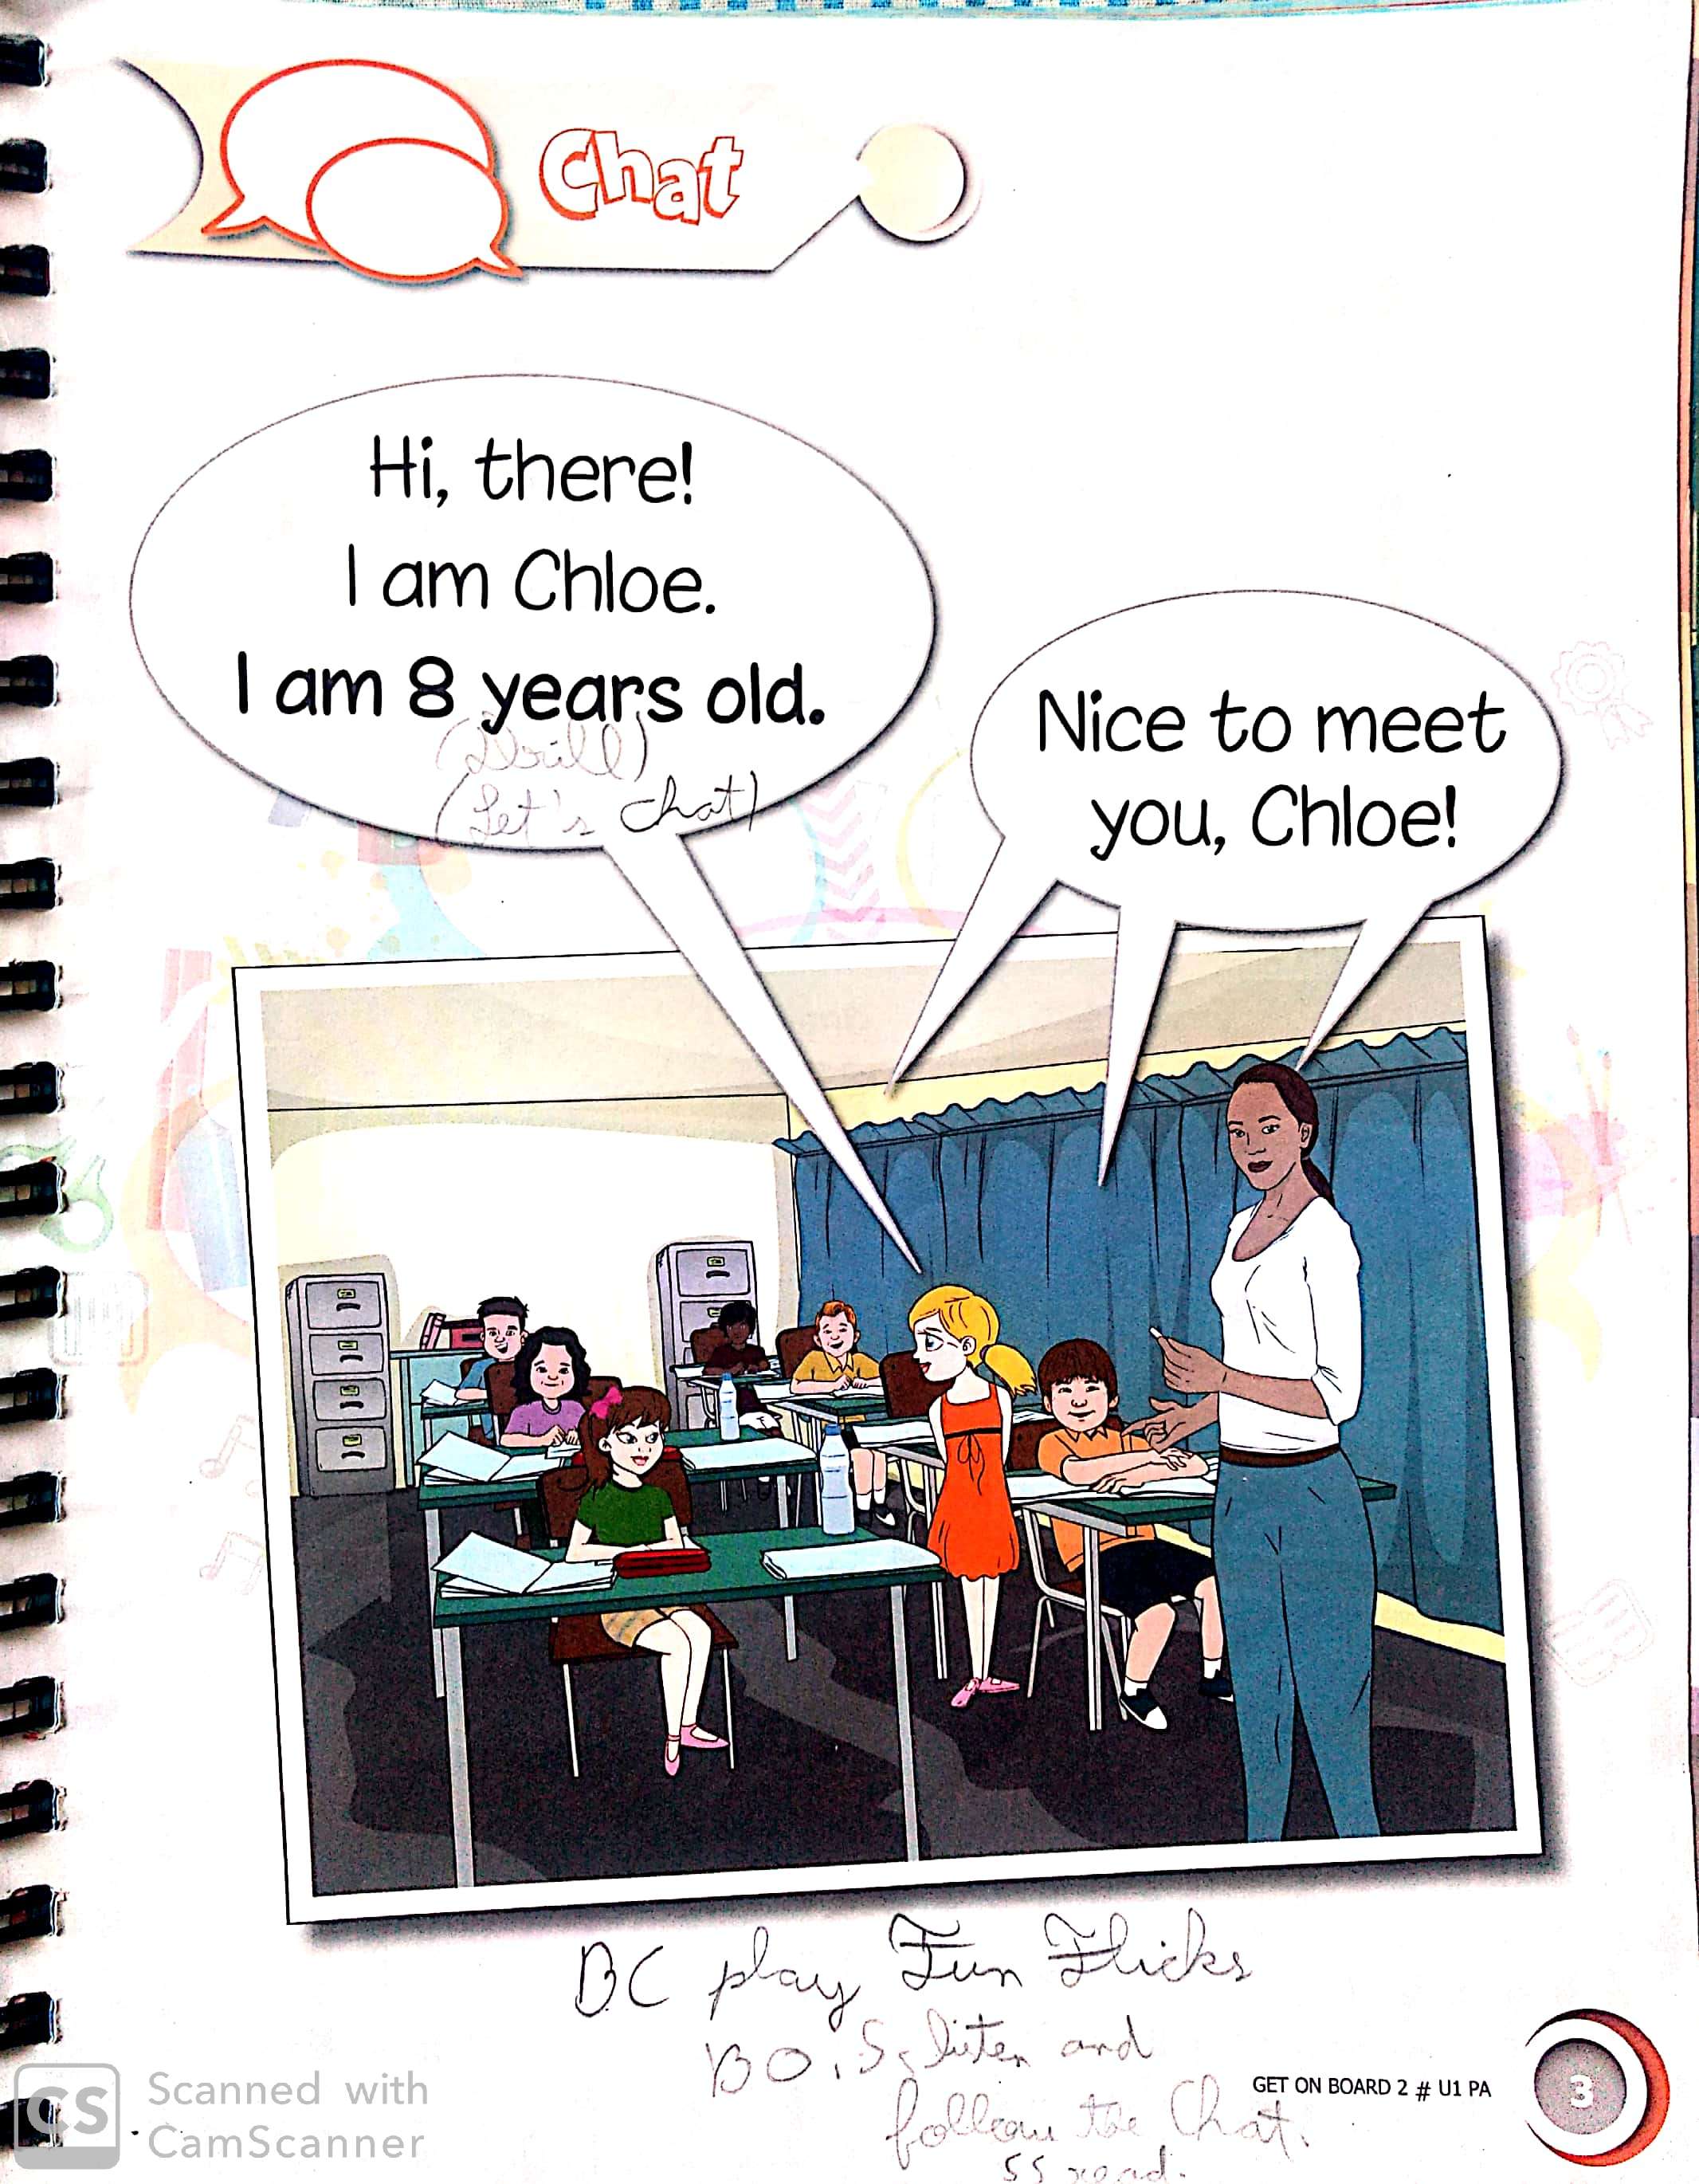 Chat
Hi, there!
I am Chloe.
I am 8 years old.
(Drill)
(Let's chat)
Nice to meet
you, Chloe!
BC play Fun Flicks
BO. Ss listen and
follow the Chat.
SS read.
GET ON BOARD 2 # U1 PA
3
CS
Scanned with
CamScanner